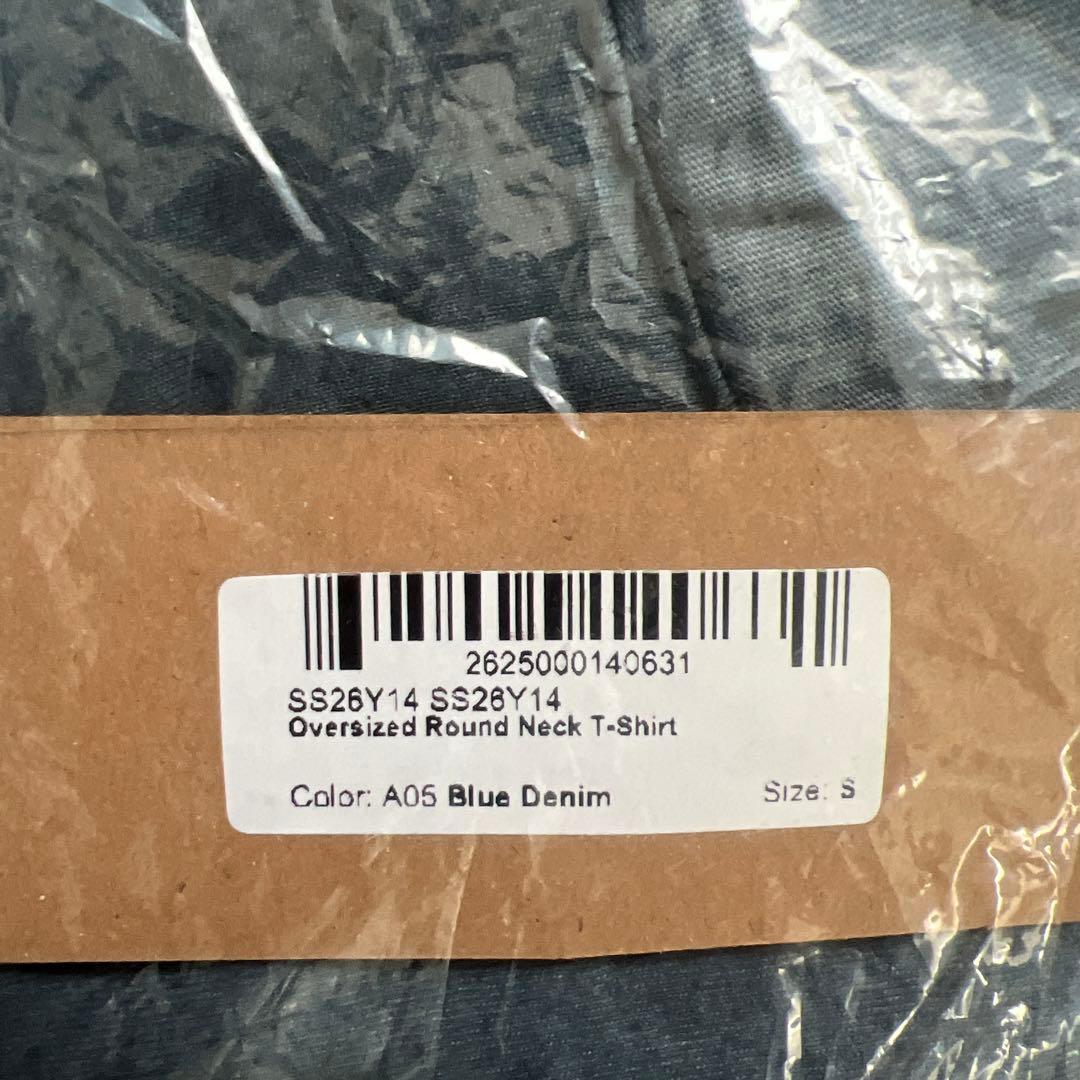 2625000140631
SS26Y14 SS26Y14
Oversized Round Neck T-Shirt
Color: A05 Blue Denim
Size: S